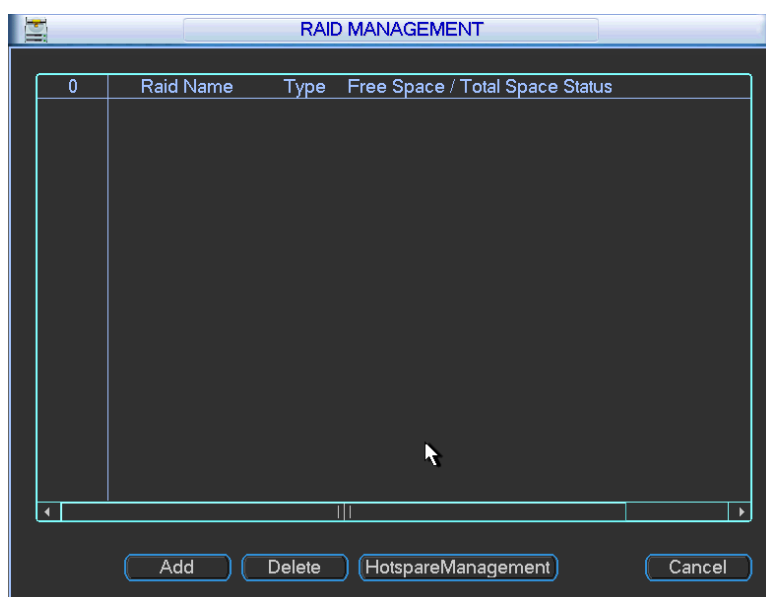 RAID MANAGEMENT
0 Raid Name Type Free Space / Total Space Status
Add Delete HotspareManagement Cancel